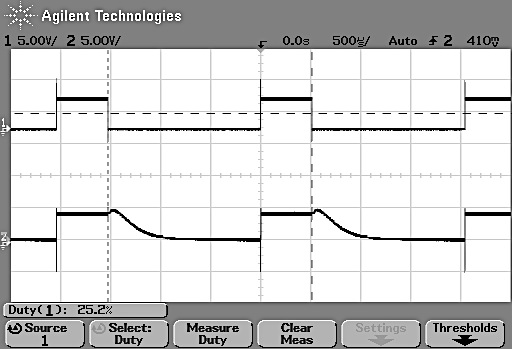 Agilent Technologies
1 5.00V/ 2 5.00V/ 0.0s 500µs/ Auto 2 410mV
1
Duty(1): 25.2%
Source 1 Select: Duty Measure Duty Clear Meas Settings Thresholds